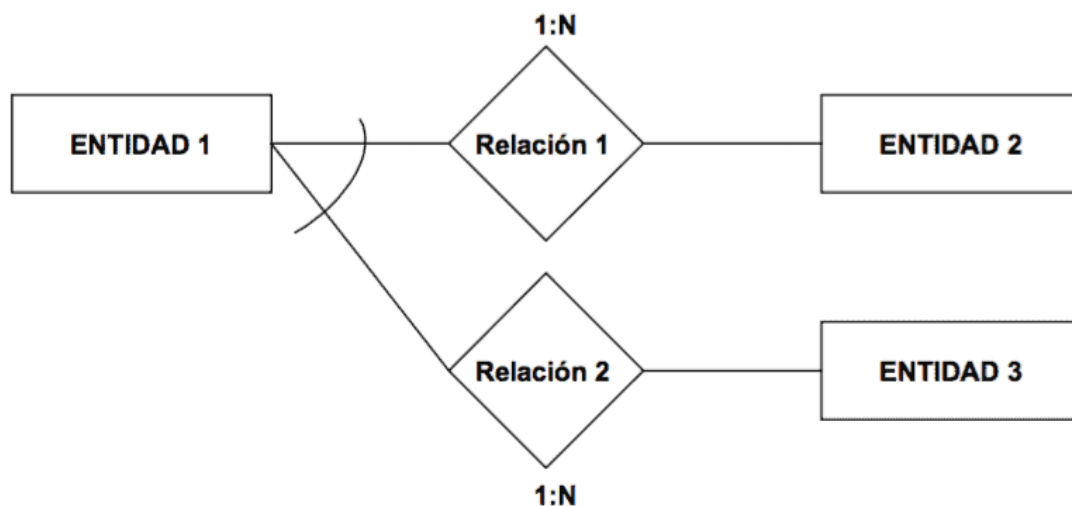 1:N
ENTIDAD 1
Relación 1
ENTIDAD 2
Relación 2
ENTIDAD 3
1:N